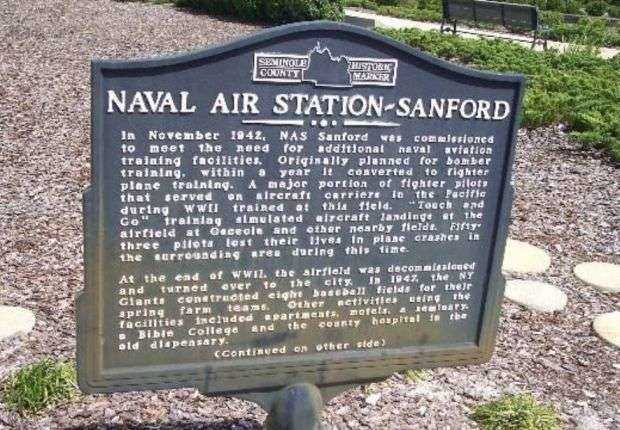 SEMINOLE COUNTY HISTORIC MARKER
NAVAL AIR STATION-SANFORD
In November 1942, NAS Sanford was commissioned
to meet the need for additional naval aviation
training facilities. Originally planned for bomber
training, within a year it converted to fighter
plane training. A major portion of fighter pilots
that served on aircraft carriers in the Pacific
during WWII trained at this field. "Touch and
Go" training simulated aircraft landings at the
airfield at Osceola and other nearby fields. Fifty-
three pilots lost their lives in plane crashes in
the surrounding area during this time.
At the end of WWII, the airfield was decommissioned
and turned over to the city. In 1947, the NY
Giants constructed eight baseball fields for their
spring farm teams. Other activities using the
facilities included apartments, motels, a seminary,
a Bible College and the county hospital in the
old dispensary.
(Continued on other side)